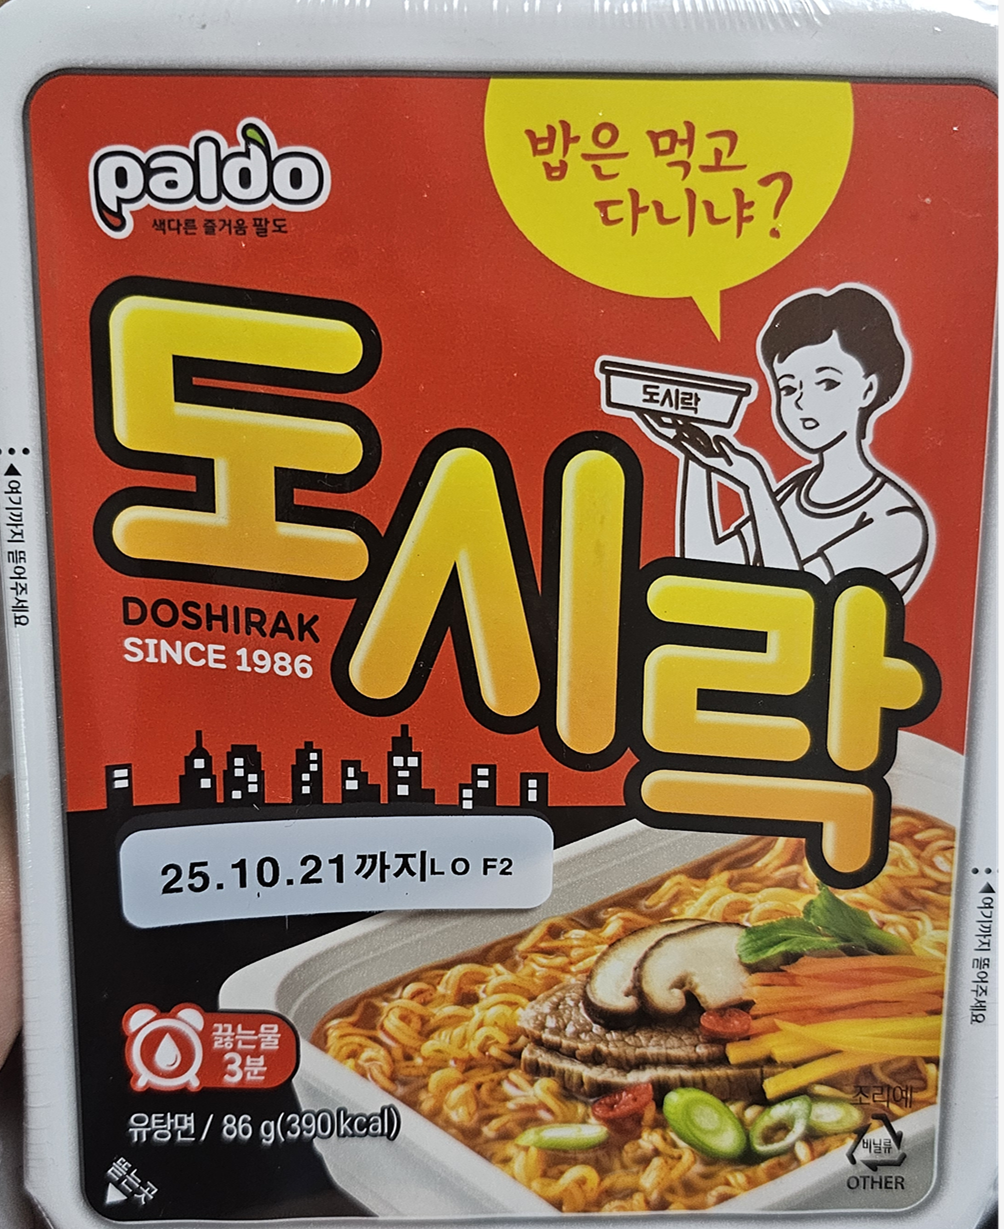 paldo
색다른 즐거움 팔도
밥은 먹고
다니냐?
도시락
도시락
DOSHIRAK
SINCE 1986
◀여기까지 뜯어주세요
25.10.21까지LO F2
◀여기까지 뜯어주세요
끓는물
3분
유탕면 / 86 g(390 kcal)
뜯는곳
조리예
비닐류
OTHER